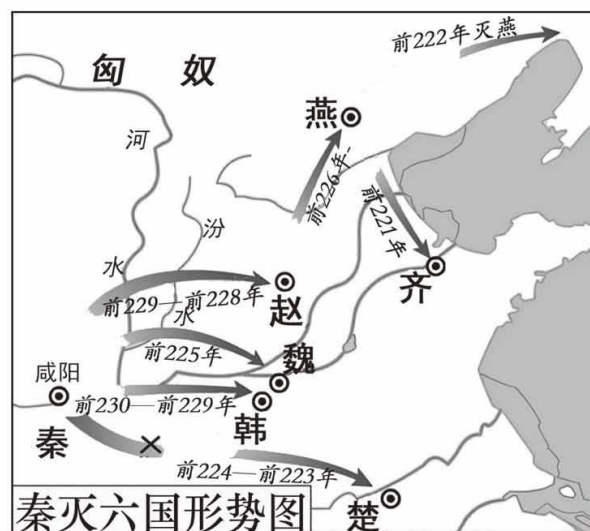 前222年灭燕
匈奴
燕
河
前226年-
汾
前221年
水
齐
前229—前228年
赵
水
前225年
魏
咸阳
前230—前229年
韩
秦
前224—前223年
楚
秦灭六国形势图